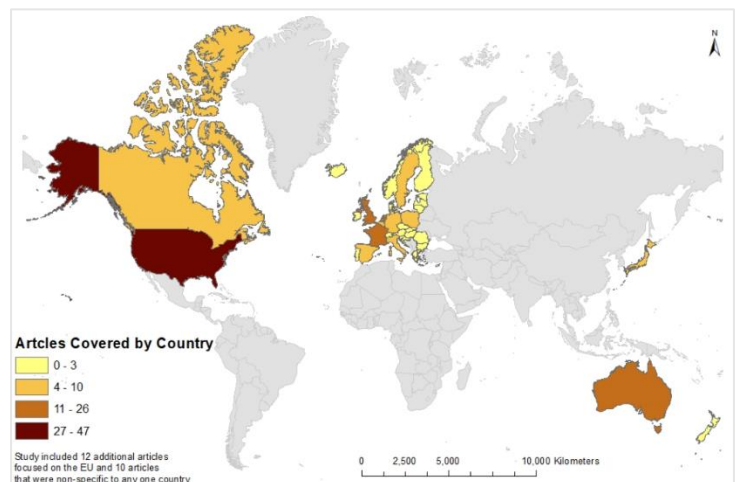 N
Artcles Covered by Country
0 - 3
4 - 10
11 - 26
27 - 47
Study included 12 additional articles
focused on the EU and 10 articles
that were non-specific to any one country
0 2,500 5,000 10,000 Kilometers